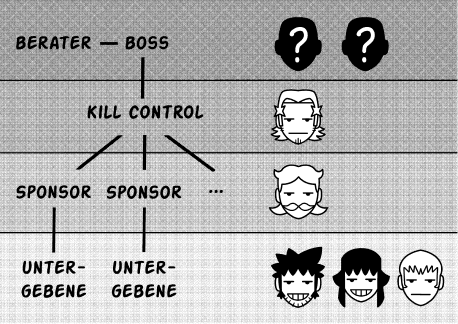 BERATER — BOSS
? ?
KILL CONTROL
SPONSOR SPONSOR ...
UNTER- UNTER-
GEBENE GEBENE